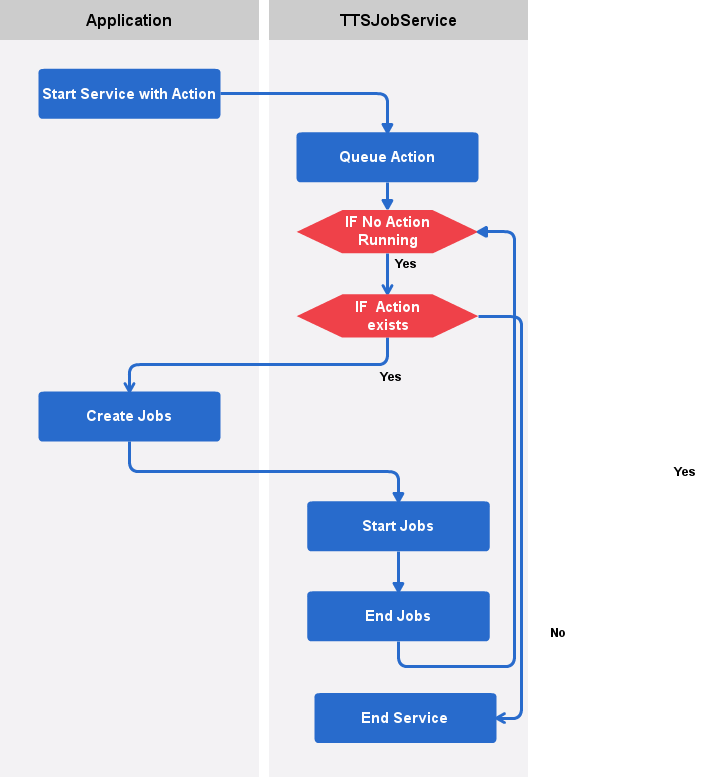 Application
TTSJobService
Start Service with Action
Queue Action
IF No Action
Running
Yes
IF  Action
exists
Yes
Create Jobs
Yes
Start Jobs
End Jobs
No
End Service